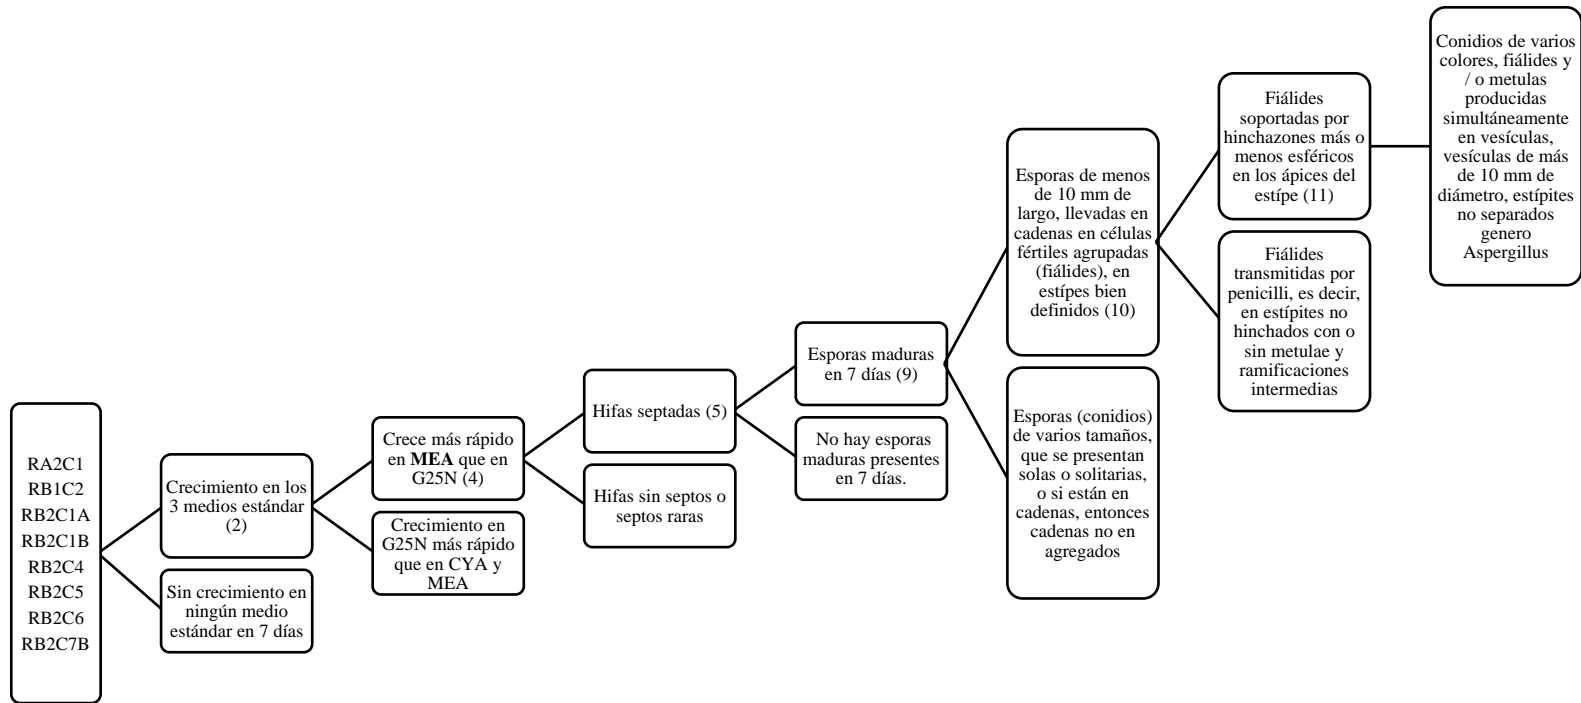 RA2C1
RB1C2
RB2C1A
RB2C1B
RB2C4
RB2C5
RB2C6
RB2C7B
Crecimiento en los
3 medios estándar
(2)
Sin crecimiento en
ningún medio
estándar en 7 días
Crece más rápido
en MEA que en
G25N (4)
Crecimiento en
G25N más rápido
que en CYA y
MEA
Hifas septadas (5)
Hifas sin septos o
septos raras
Esporas maduras
en 7 días (9)
No hay esporas
maduras presentes
en 7 días.
Esporas de menos
de 10 mm de
largo, llevadas en
cadenas en células
fértiles agrupadas
(fiálides), en
estípes bien
definidos (10)
Esporas (conidios)
de varios tamaños,
que se presentan
solas o solitarias,
o si están en
cadenas, entonces
cadenas no en
agregados
Fiálides
soportadas por
hinchazones más o
menos esféricos
en los ápices del
estípe (11)
Fiálides
transmitidas por
penicilli, es decir,
en estípites no
hinchados con o
sin metulae y
ramificaciones
intermedias
Conidios de varios
colores, fiálides y
/ o metulas
producidas
simultáneamente
en vesículas,
vesículas de más
de 10 mm de
diámetro, estípites
no separados
genero
Aspergillus